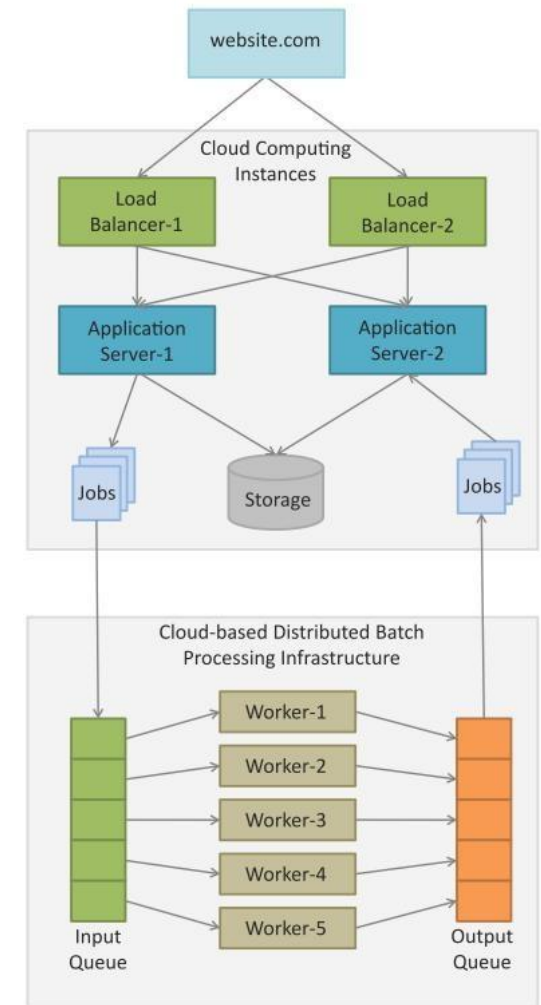 website.com
Cloud Computing
Instances
Load
Balancer-1
Load
Balancer-2
Application
Server-1
Application
Server-2
Jobs
Storage
Jobs
Cloud-based Distributed Batch
Processing Infrastructure
Worker-1
Worker-2
Worker-3
Worker-4
Worker-5
Input
Queue
Output
Queue